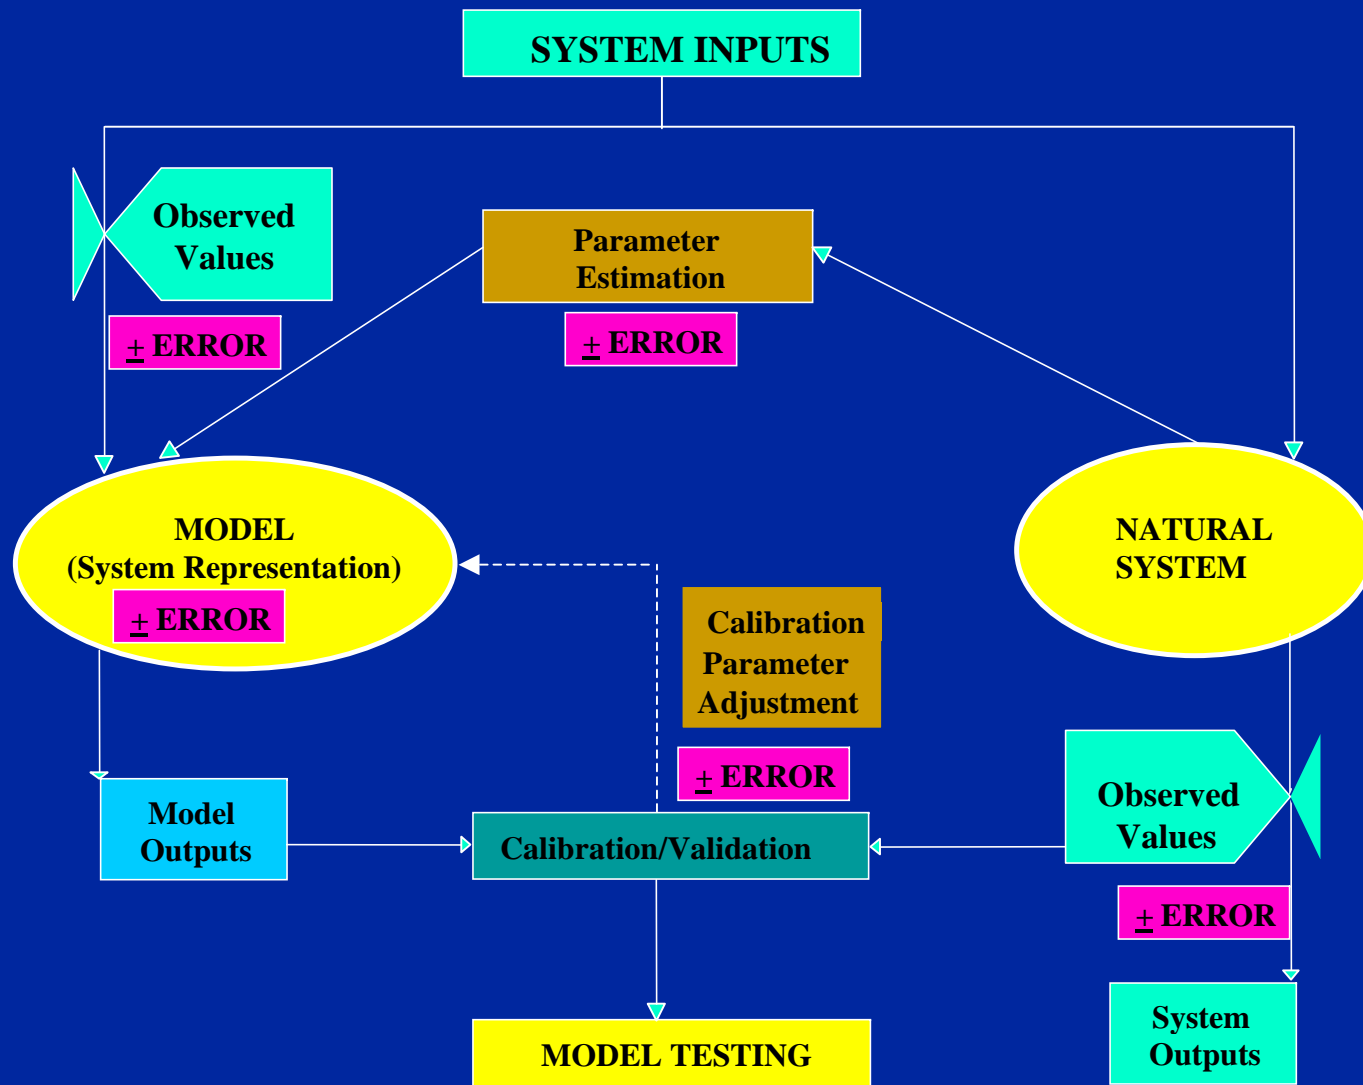 SYSTEM INPUTS
Observed
Values
± ERROR
Parameter
Estimation
± ERROR
MODEL
(System Representation)
± ERROR
NATURAL
SYSTEM
Calibration
Parameter
Adjustment
± ERROR
Model
Outputs
Calibration/Validation
Observed
Values
± ERROR
MODEL TESTING
System
Outputs